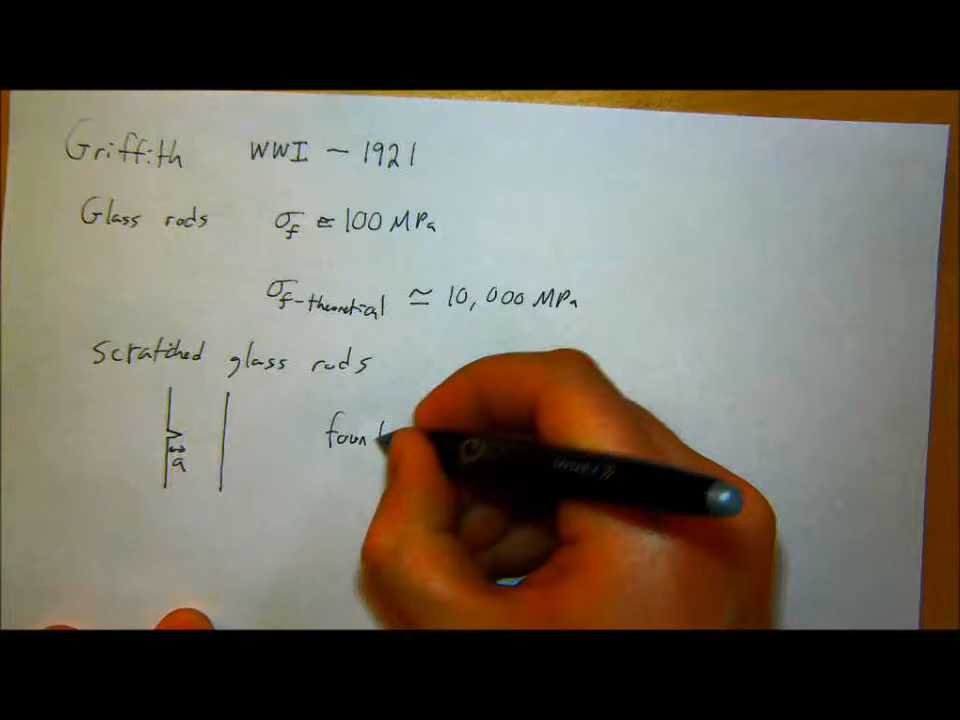 Griffith WWI ~ 1921
Glass rods σf ≅ 100 MPa
σf-theoretical ≃ 10,000 MPa
Scratched glass rods
a